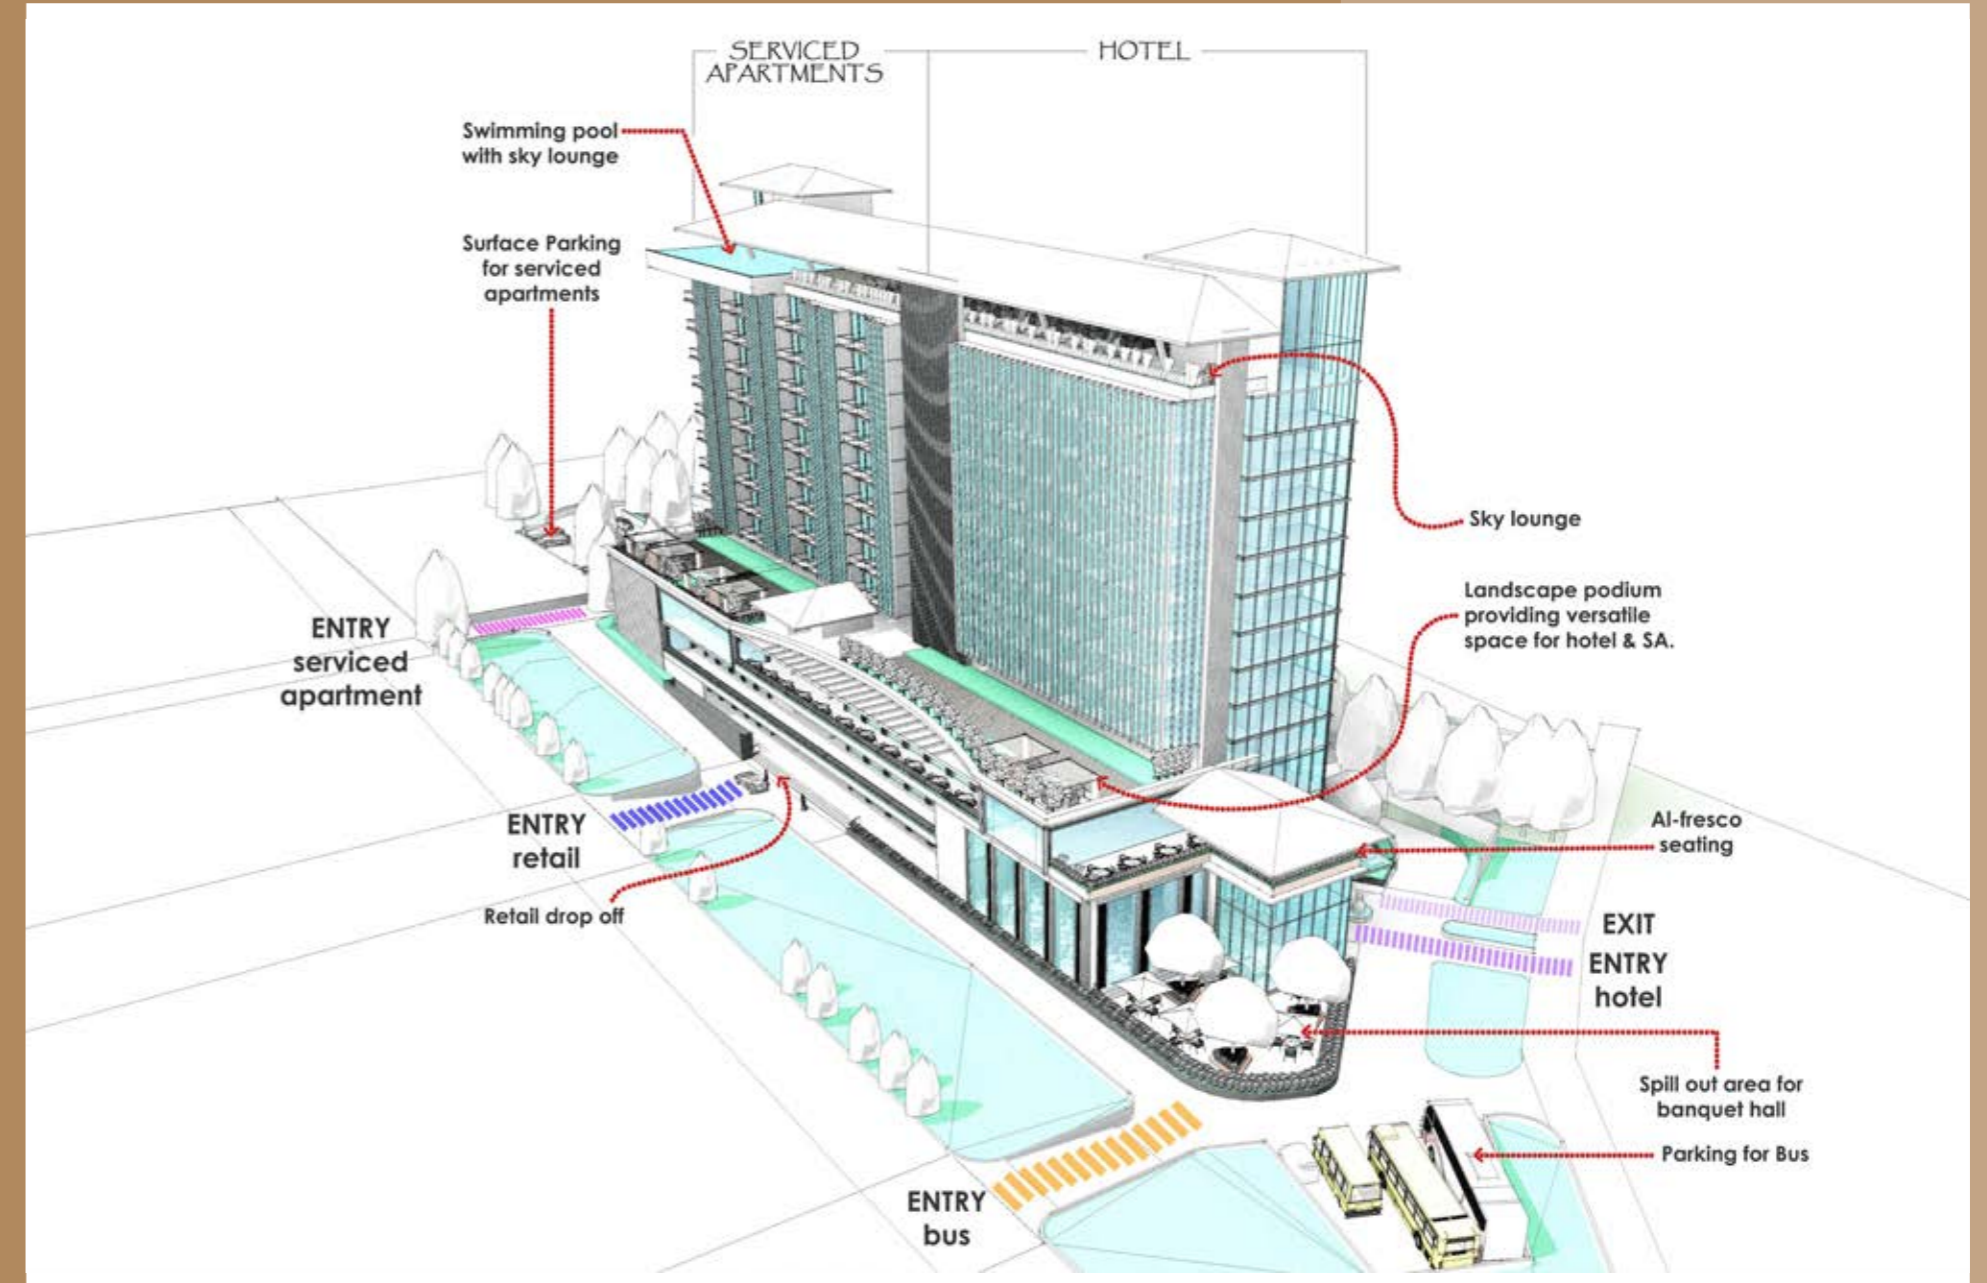 SERVICED
APARTMENTS
HOTEL
Swimming pool
with sky lounge
Surface Parking
for serviced
apartments
Sky lounge
Landscape podium
providing versatile
space for hotel & SA.
ENTRY
serviced
apartment
ENTRY
retail
Retail drop off
Al-fresco
seating
EXIT
ENTRY
hotel
Spill out area for
banquet hall
Parking for Bus
ENTRY
bus